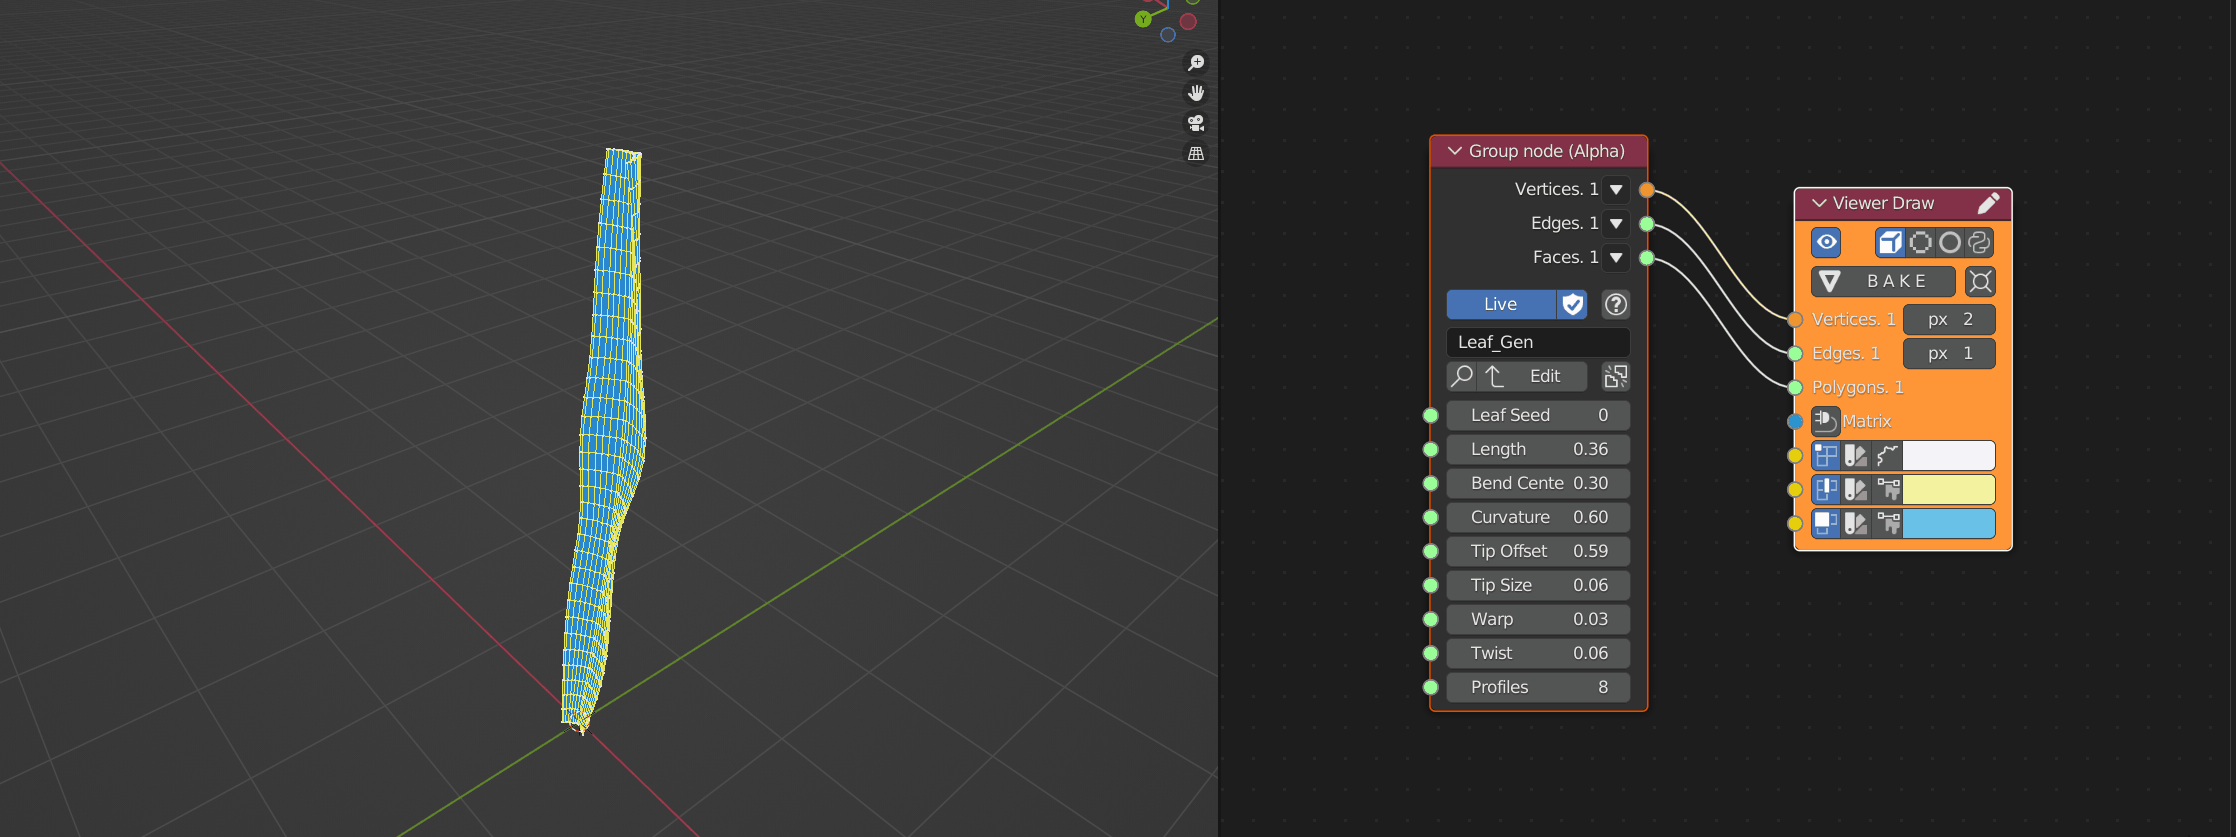 Y
Group node (Alpha)
Vertices. 1
Edges. 1
Faces. 1
Live
Leaf_Gen
Edit
Leaf Seed 0
Length 0.36
Bend Cente 0.30
Curvature 0.60
Tip Offset 0.59
Tip Size 0.06
Warp 0.03
Twist 0.06
Profiles 8
Viewer Draw
BAKE
Vertices. 1 px 2
Edges. 1 px 1
Polygons. 1
Matrix